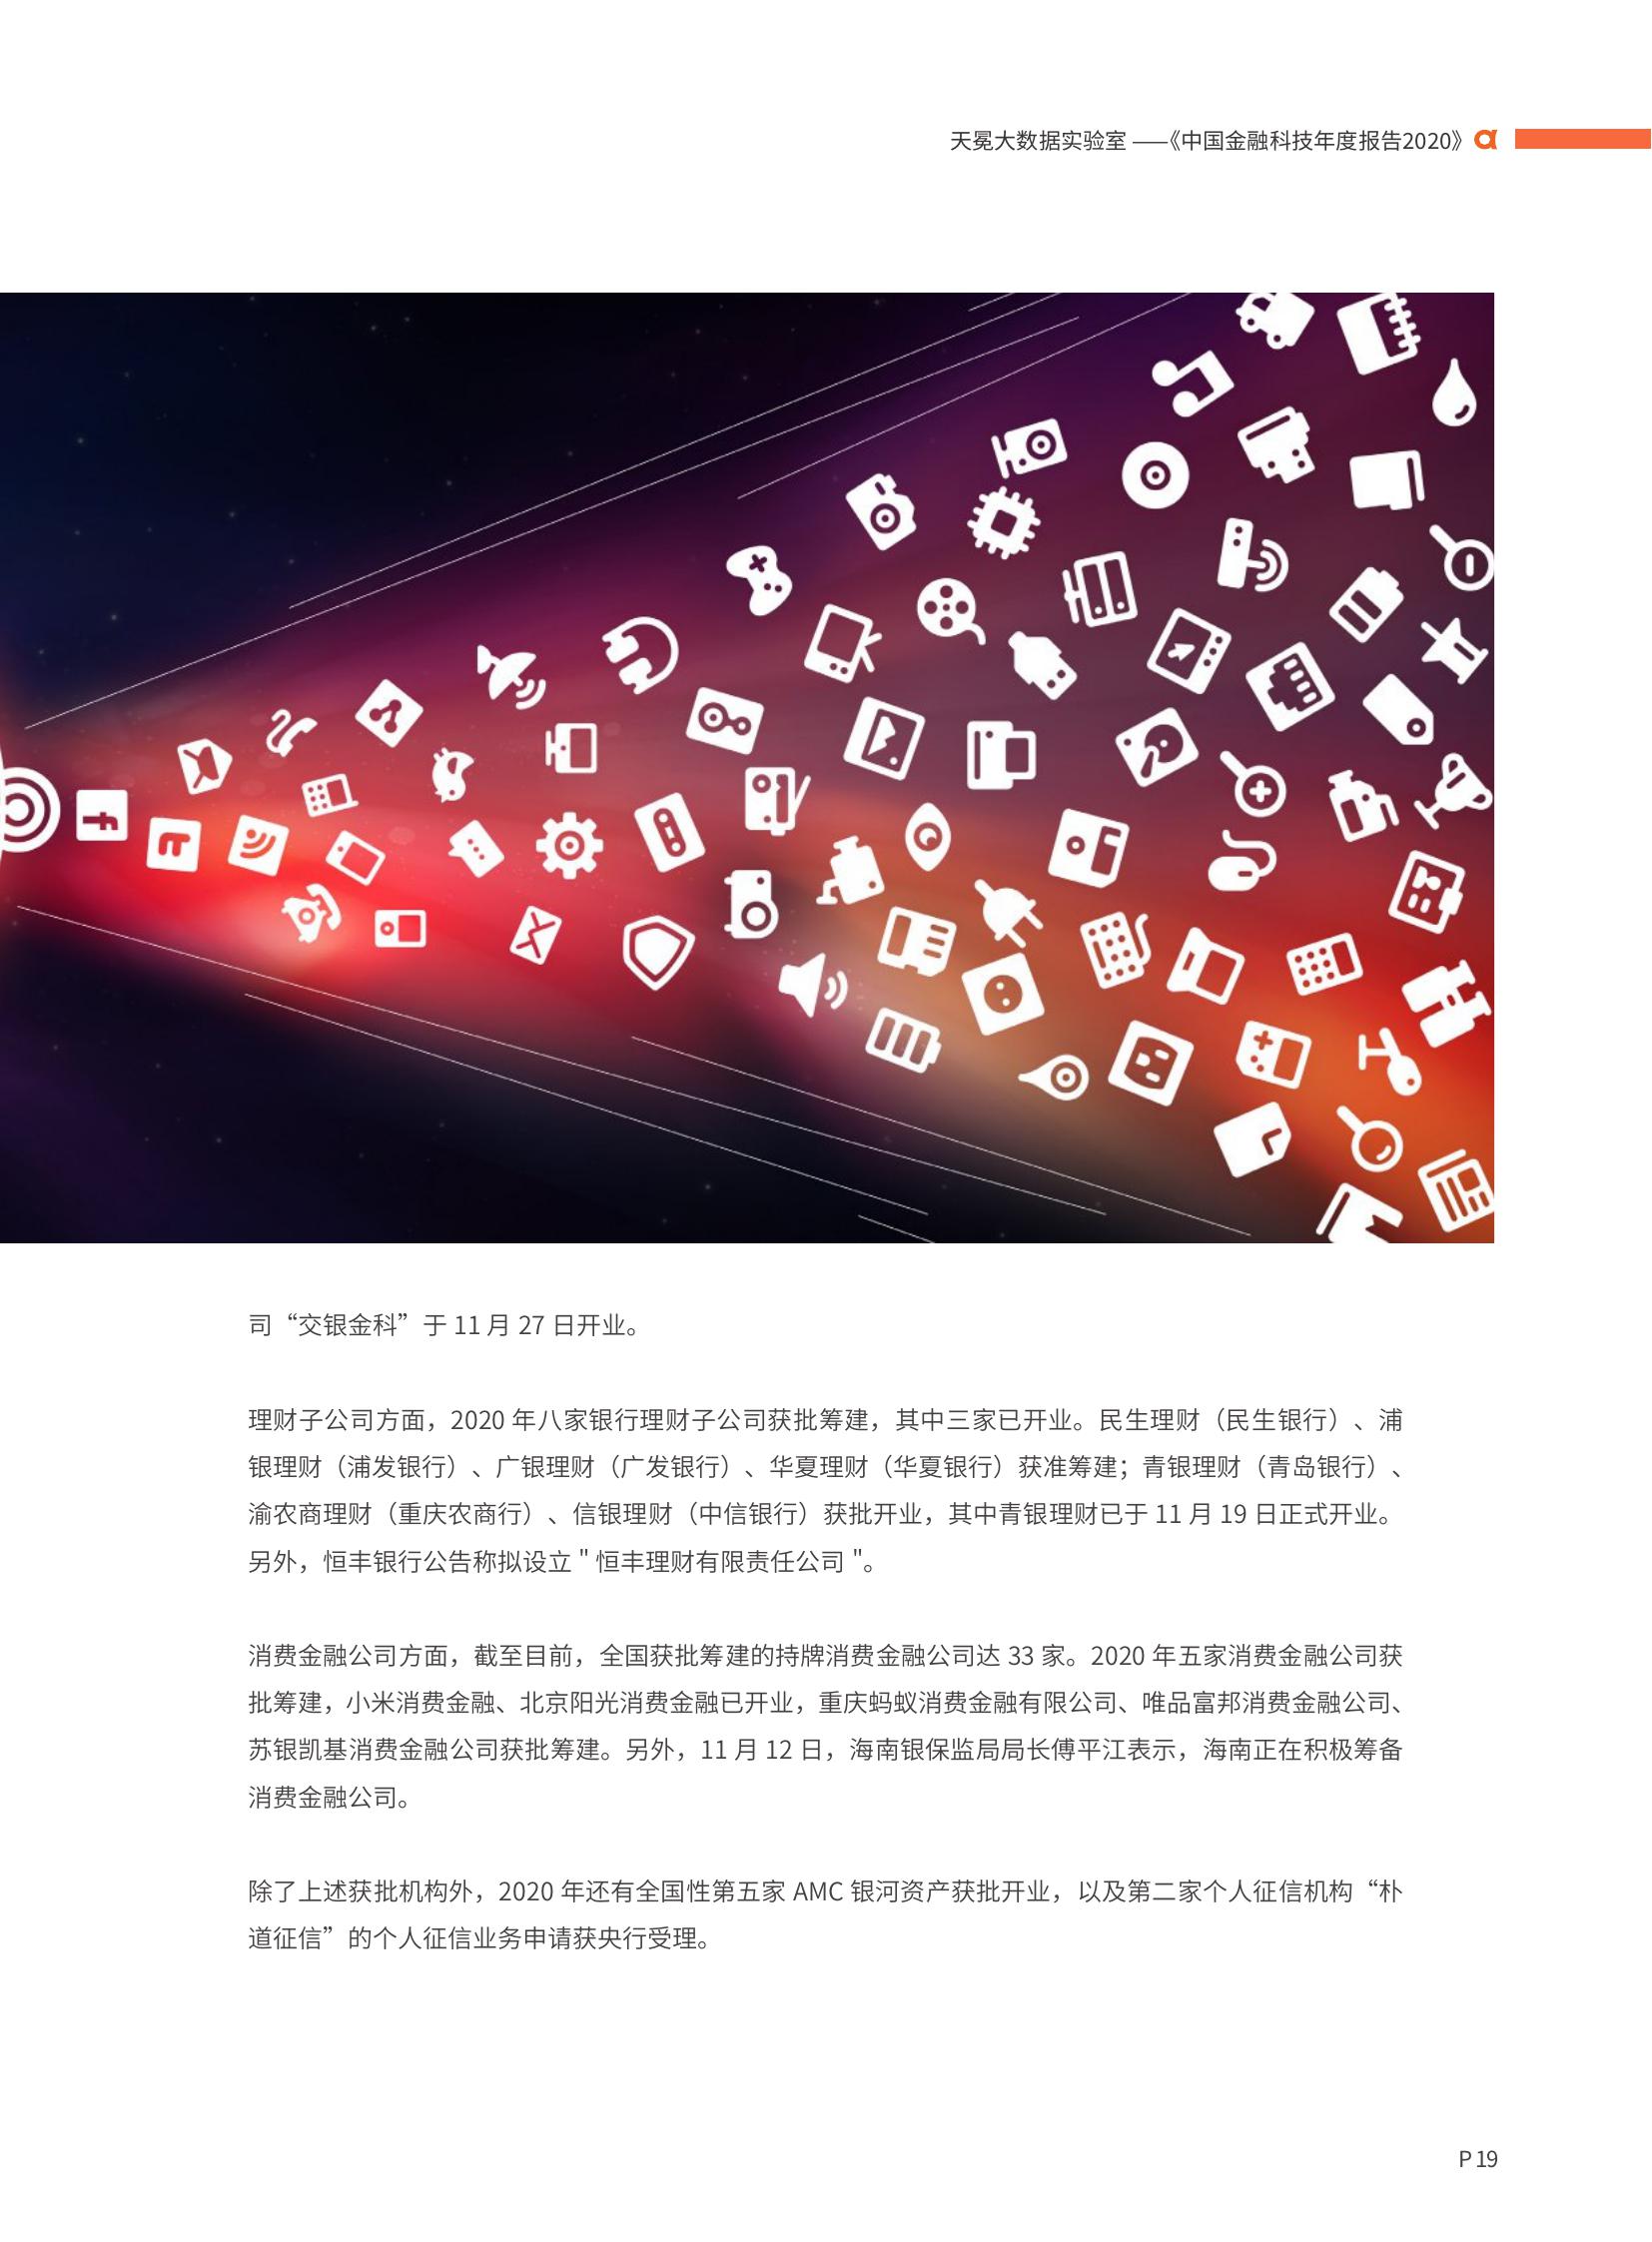 天冕大数据实验室 ——《中国金融科技年度报告2020》
司“交银金科”于 11 月 27 日开业。
理财子公司方面，2020 年八家银行理财子公司获批筹建，其中三家已开业。民生理财（民生银行）、浦
银理财（浦发银行）、广银理财（广发银行）、华夏理财（华夏银行）获准筹建；青银理财（青岛银行）、
渝农商理财（重庆农商行）、信银理财（中信银行）获批开业，其中青银理财已于 11 月 19 日正式开业。
另外，恒丰银行公告称拟设立 " 恒丰理财有限责任公司 "。
消费金融公司方面，截至目前，全国获批筹建的持牌消费金融公司达 33 家。2020 年五家消费金融公司获
批筹建，小米消费金融、北京阳光消费金融已开业，重庆蚂蚁消费金融有限公司、唯品富邦消费金融公司、
苏银凯基消费金融公司获批筹建。另外，11 月 12 日，海南银保监局局长傅平江表示，海南正在积极筹备
消费金融公司。
除了上述获批机构外，2020 年还有全国性第五家 AMC 银河资产获批开业，以及第二家个人征信机构“朴
道征信”的个人征信业务申请获央行受理。
P 19